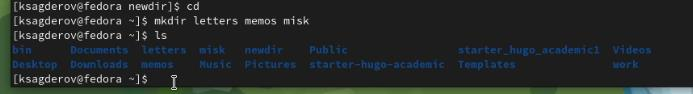 [ksagderov@fedora newdir]$ cd
[ksagderov@fedora ~]$ mkdir letters memos misk
[ksagderov@fedora ~]$ ls
bin Documents letters misk newdir Public starter_hugo_academic1 Videos
Desktop Downloads memos Music Pictures starter-hugo-academic Templates work
[ksagderov@fedora ~]$